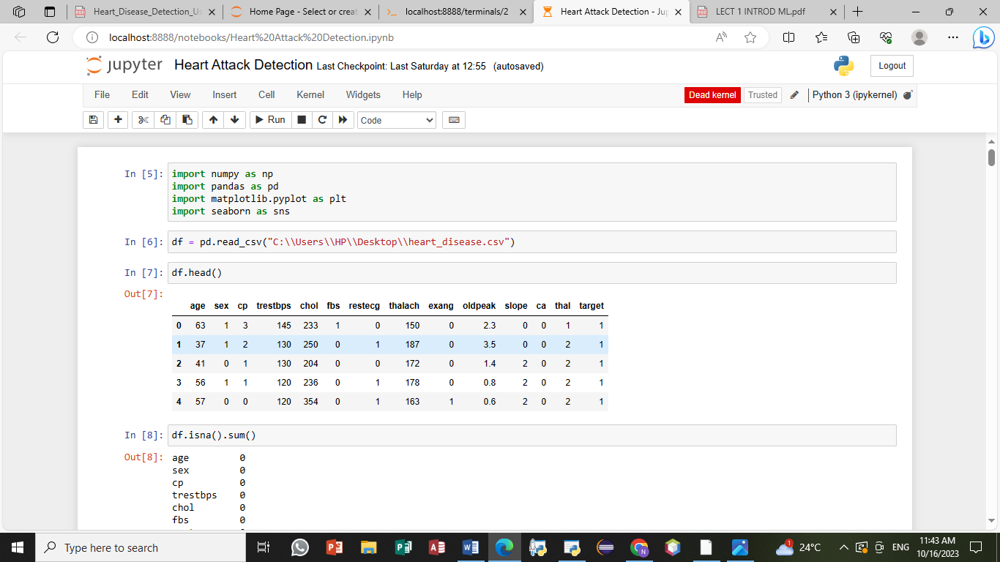 Heart_Disease_Detection_Us
Home Page - Select or creat
localhost:8888/terminals/2
Heart Attack Detection - Jup
LECT 1 INTROD ML.pdf
localhost:8888/notebooks/Heart%20Attack%20Detection.ipynb
jupyter Heart Attack Detection Last Checkpoint: Last Saturday at 12:55 (autosaved)
Logout
File Edit View Insert Cell Kernel Widgets Help
Dead kernel Trusted Python 3 (ipykernel)
Run Code
In [5]: import numpy as np
import pandas as pd
import matplotlib.pyplot as plt
import seaborn as sns
In [6]: df = pd.read_csv("C:\\Users\\HP\\Desktop\\heart_disease.csv")
In [7]: df.head()
Out[7]:
age sex cp trestbps chol fbs restecg thalach exang oldpeak slope ca thal target
0 63 1 3 145 233 1 0 150 0 2.3 0 0 1 1
1 37 1 2 130 250 0 1 187 0 3.5 0 0 2 1
2 41 0 1 130 204 0 0 172 0 1.4 2 0 2 1
3 56 1 1 120 236 0 1 178 0 0.8 2 0 2 1
4 57 0 0 120 354 0 1 163 1 0.6 2 0 2 1
In [8]: df.isna().sum()
Out[8]: age 0
sex 0
cp 0
trestbps 0
chol 0
fbs 0
Type here to search
24°C
ENG
11:43 AM
10/16/2023